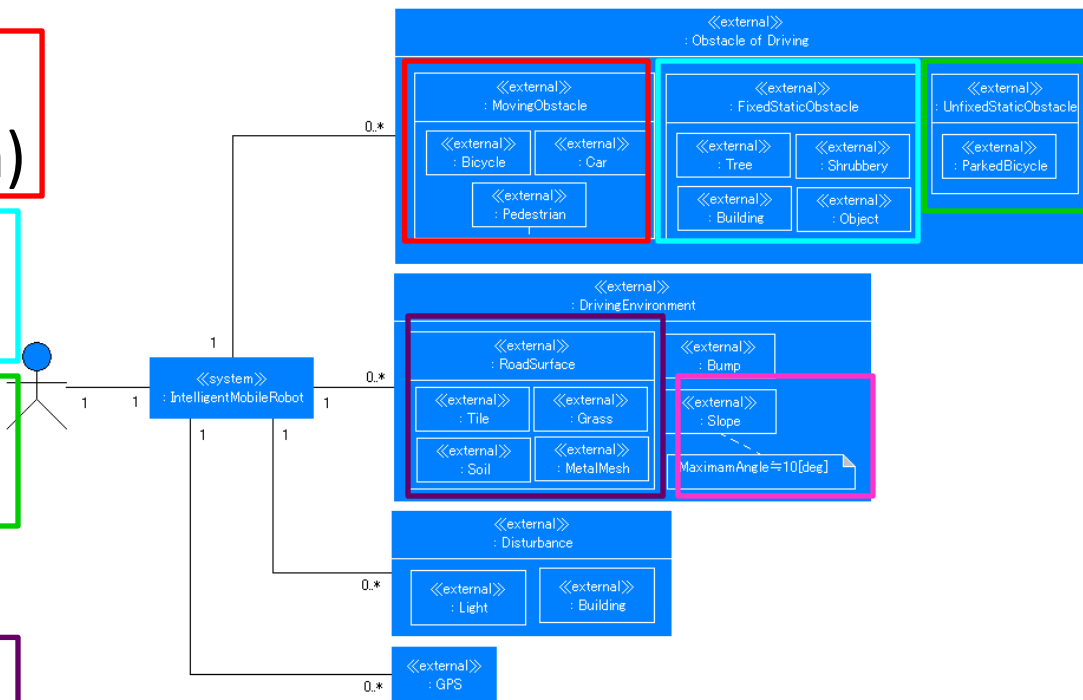 ≪external≫
: Obstacle of Driving
≪external≫
: MovingObstacle
≪external≫
: Bicycle
≪external≫
: Car
≪external≫
: Pedestrian
≪external≫
: FixedStaticObstacle
≪external≫
: Tree
≪external≫
: Shrubbery
≪external≫
: Building
≪external≫
: Object
≪external≫
: UnfixedStaticObstacle
≪external≫
: ParkedBicycle
)
0..*
1
≪external≫
: DrivingEnvironment
≪external≫
: RoadSurface
≪external≫
: Tile
≪external≫
: Grass
≪external≫
: Soil
≪external≫
: MetalMesh
≪external≫
: Bump
≪external≫
: Slope
MaximamAngle≒10[deg]
≪system≫
: IntelligentMobileRobot
1
1
1
0..*
1
1
≪external≫
: Disturbance
≪external≫
: Light
≪external≫
: Building
0..*
≪external≫
: GPS
0..*